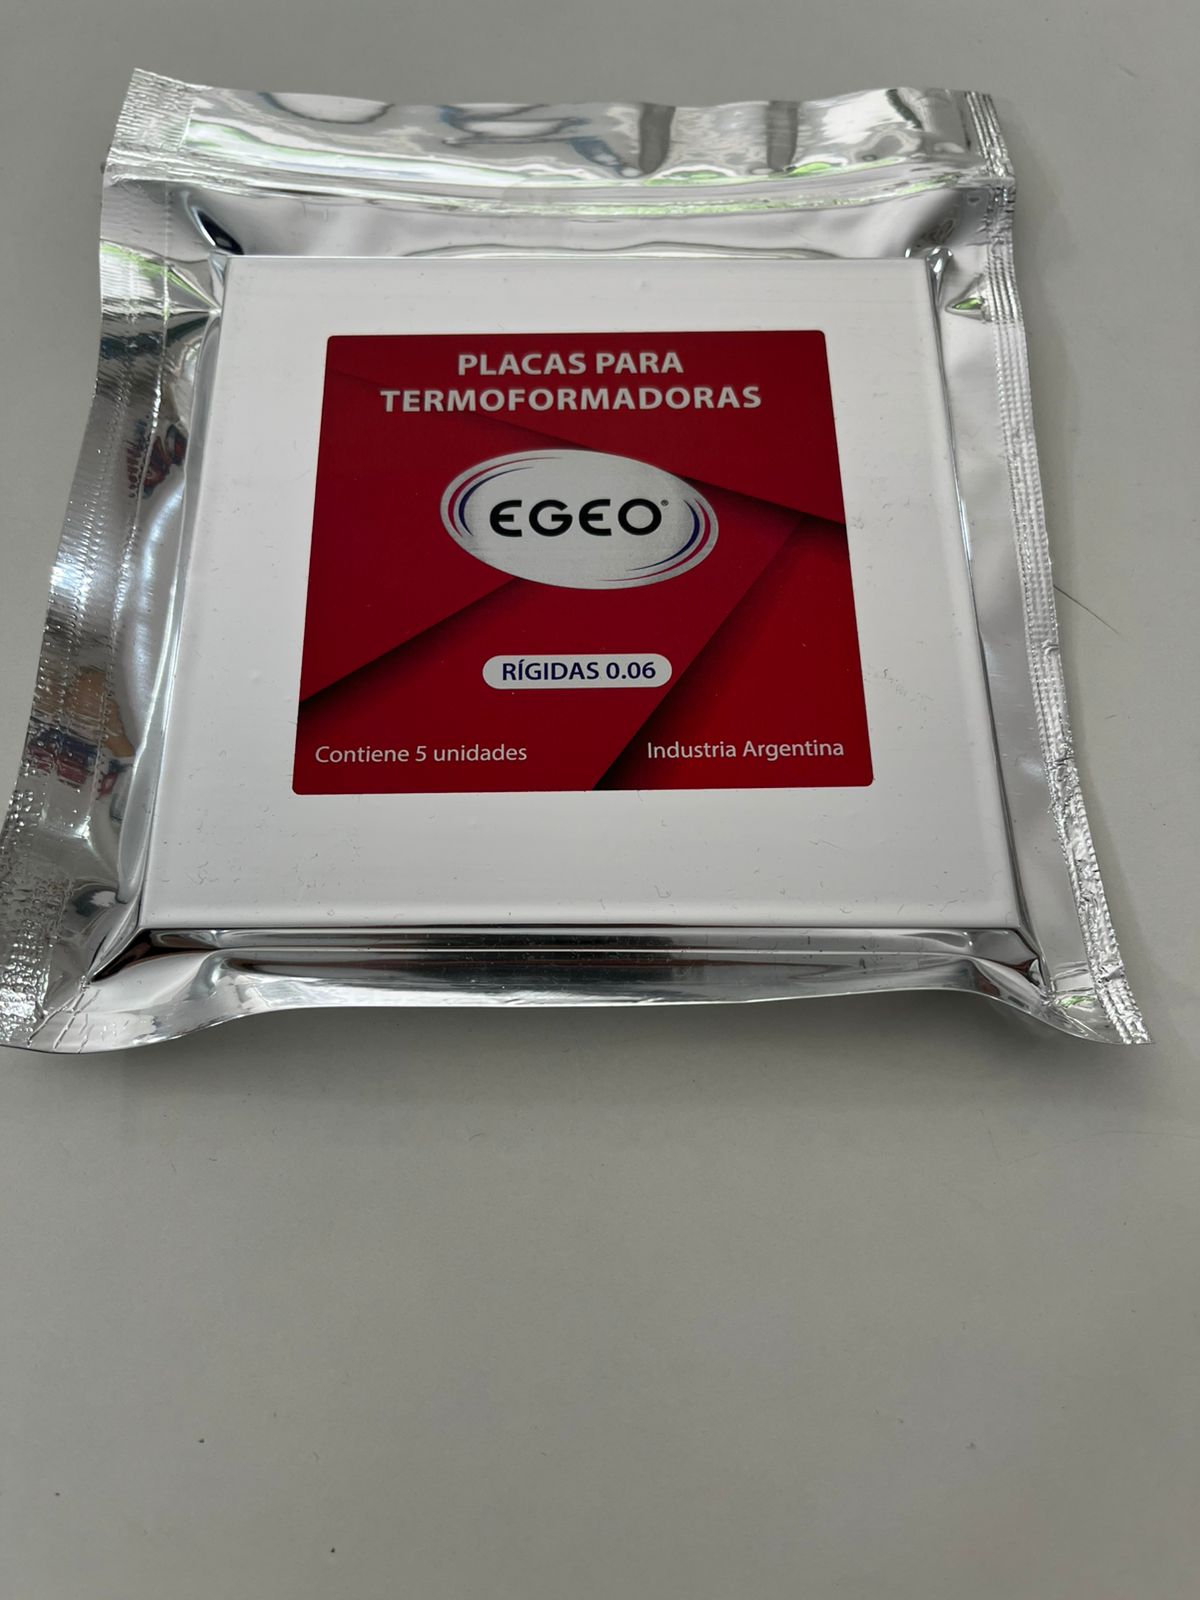 PLACAS PARA
TERMOFORMADORAS
EGEO®
RÍGIDAS 0.06
Contiene 5 unidades
Industria Argentina